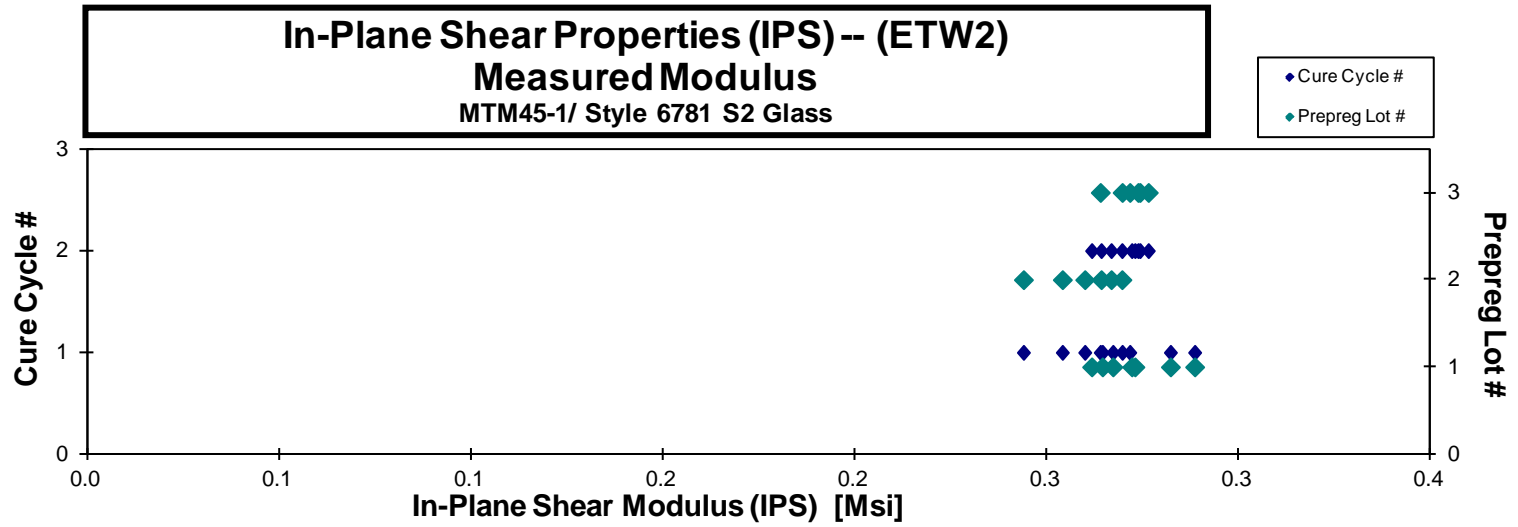 In-Plane Shear Properties (IPS) -- (ETW2)
Measured Modulus
MTM45-1/ Style 6781 S2 Glass
Cure Cycle #
Prepreg Lot #
3
2
1
0
Cure Cycle #
3
2
1
0
Prepreg Lot #
0.0 0.1 0.1 0.2 0.2 0.3 0.3 0.4
In-Plane Shear Modulus (IPS) [Msi]